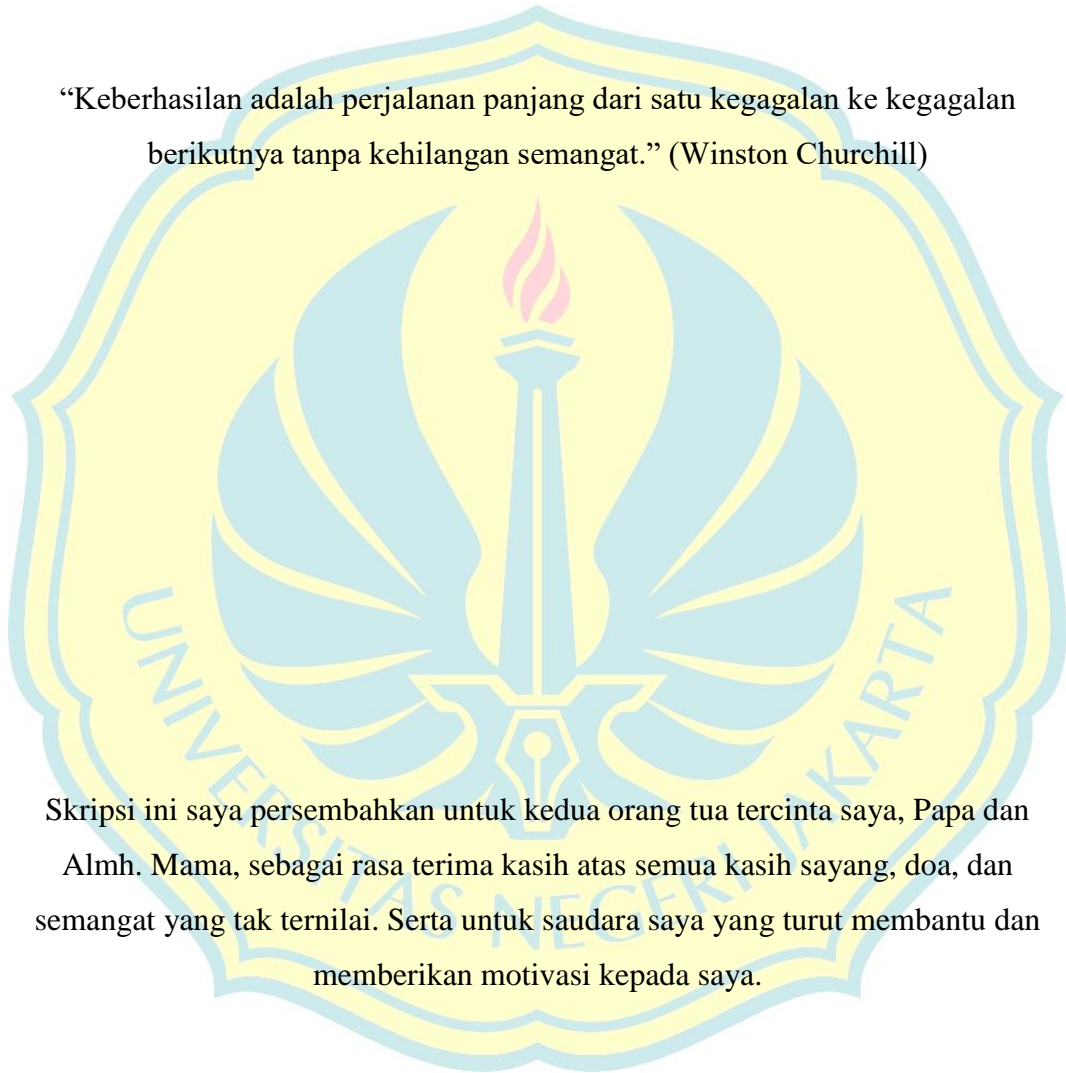 “Keberhasilan adalah perjalanan panjang dari satu kegagalan ke kegagalan
berikutnya tanpa kehilangan semangat.” (Winston Churchill)
UNIVERSITAS NEGERI JAKARTA
Skripsi ini saya persembahkan untuk kedua orang tua tercinta saya, Papa dan
Almh. Mama, sebagai rasa terima kasih atas semua kasih sayang, doa, dan
semangat yang tak ternilai. Serta untuk saudara saya yang turut membantu dan
memberikan motivasi kepada saya.